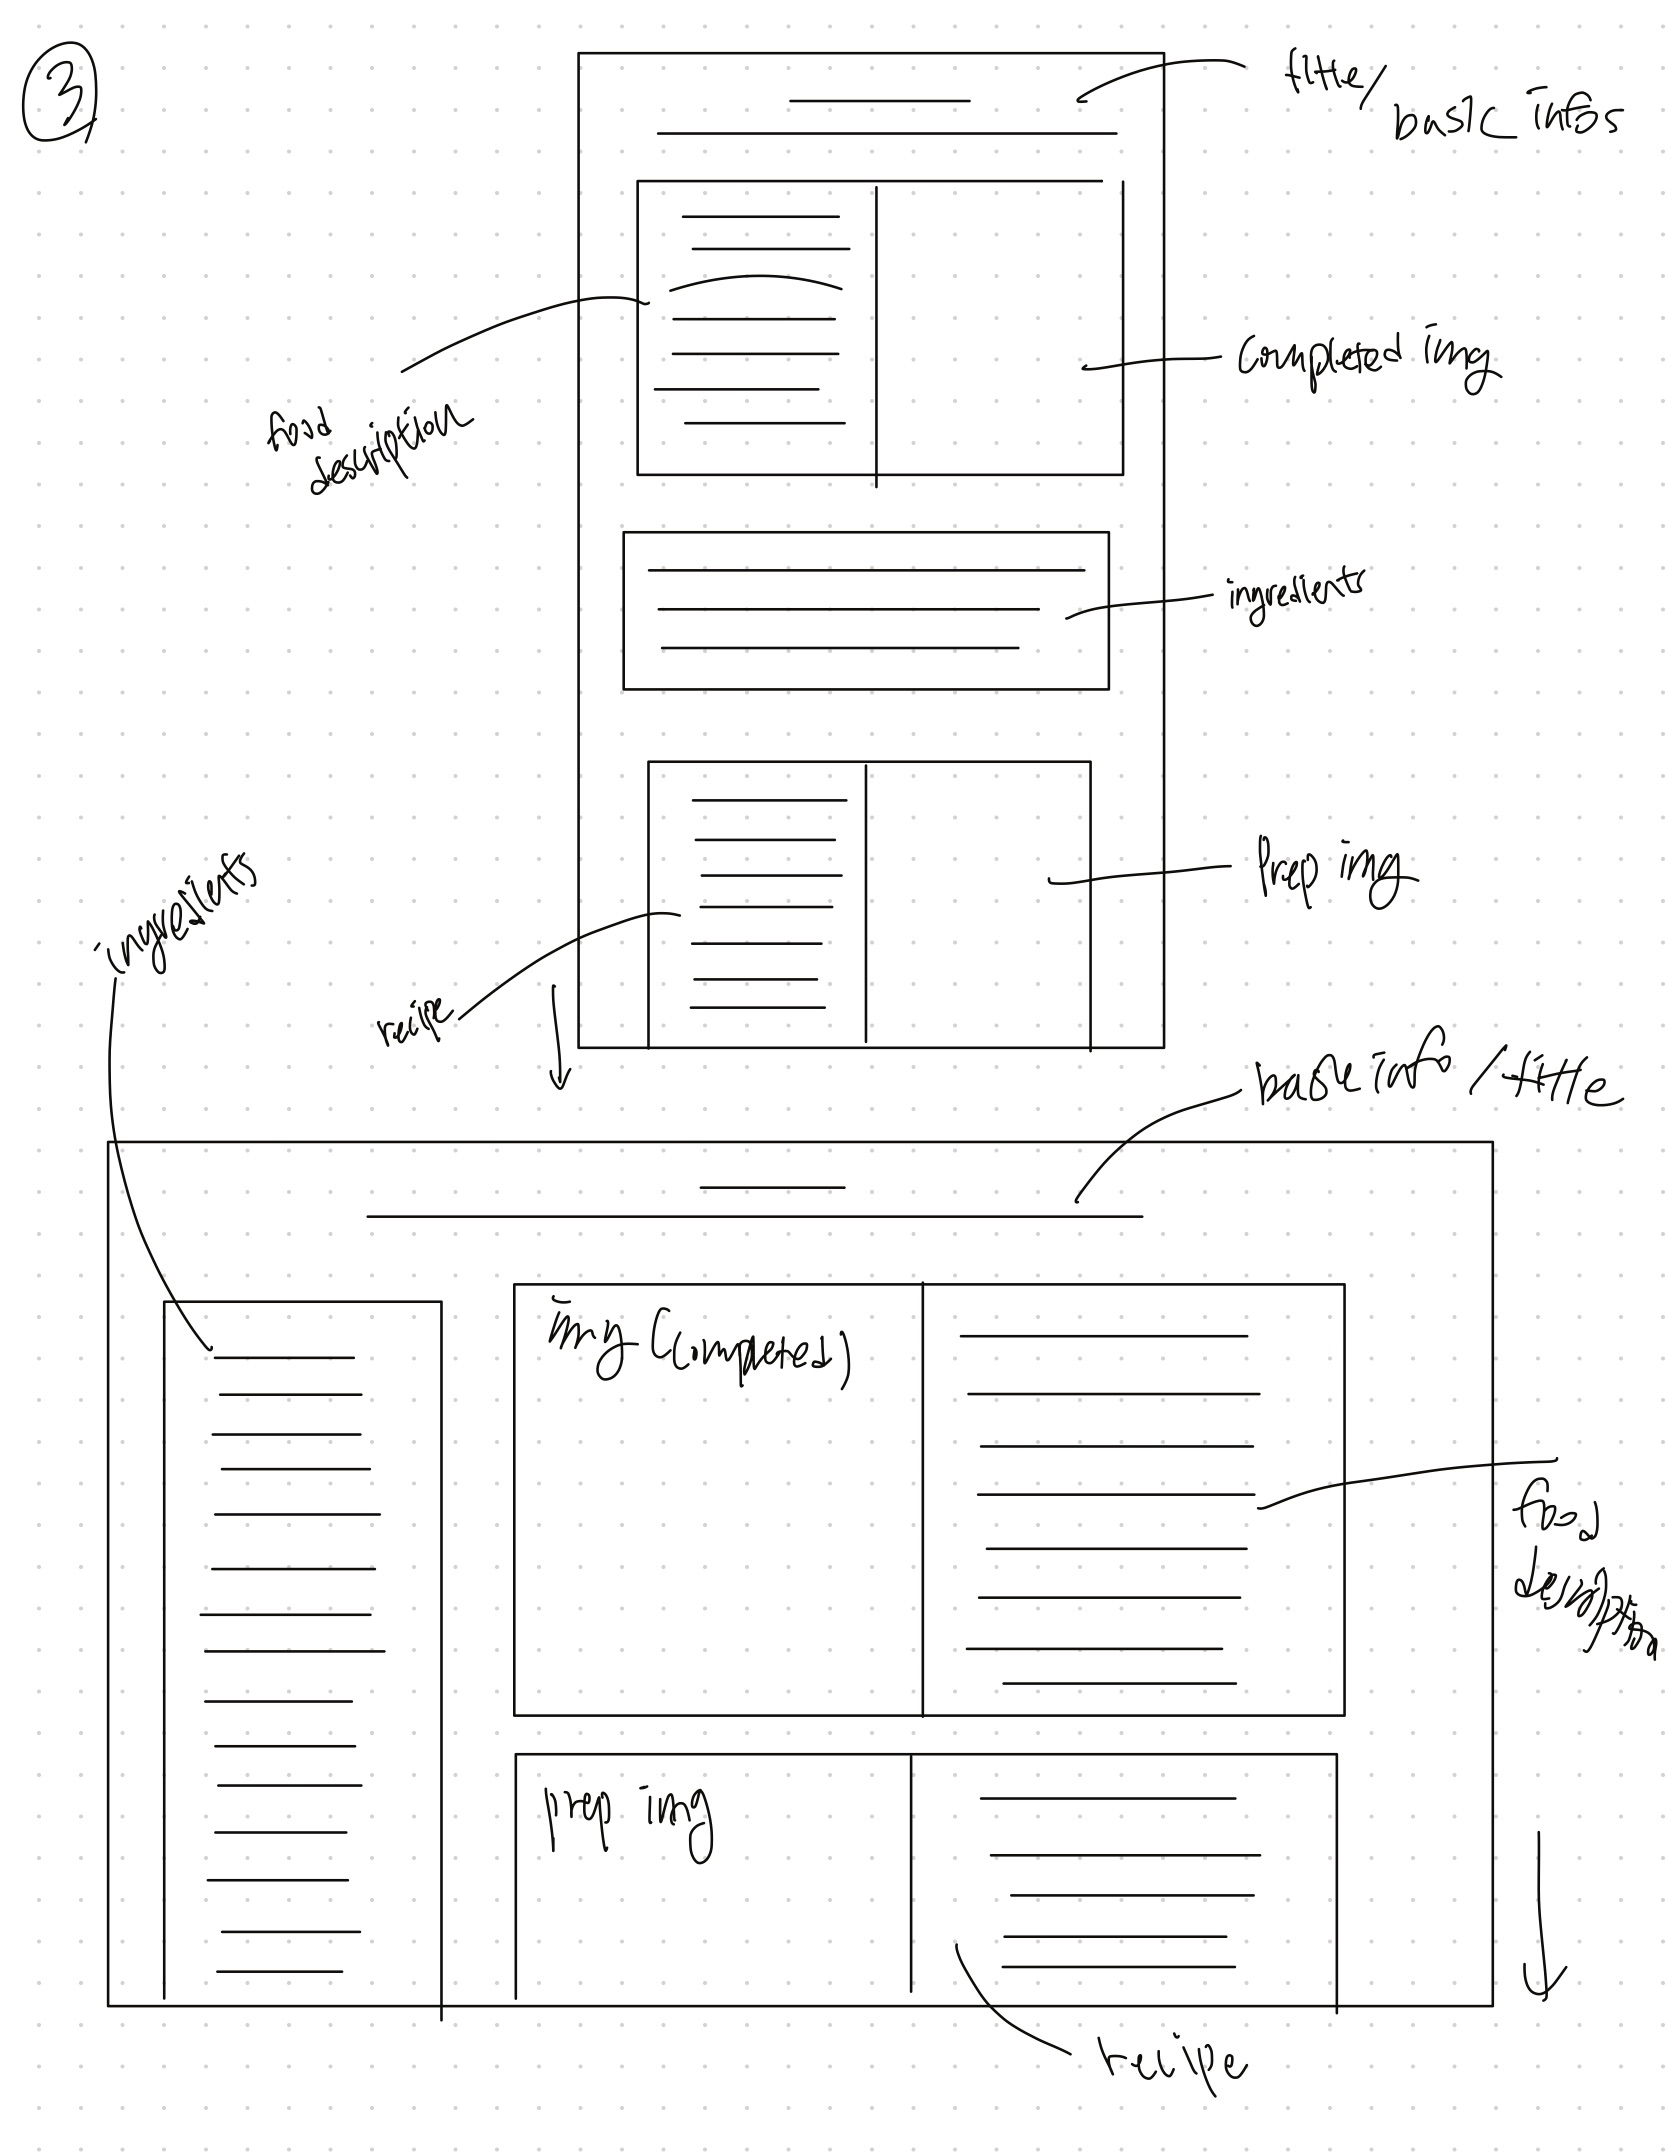 3
title/
basic infos
completed img
food
description
ingredients
Prep img
ingredients
recipe
basic info / title
img (completed)
food
description
prep img
recipe